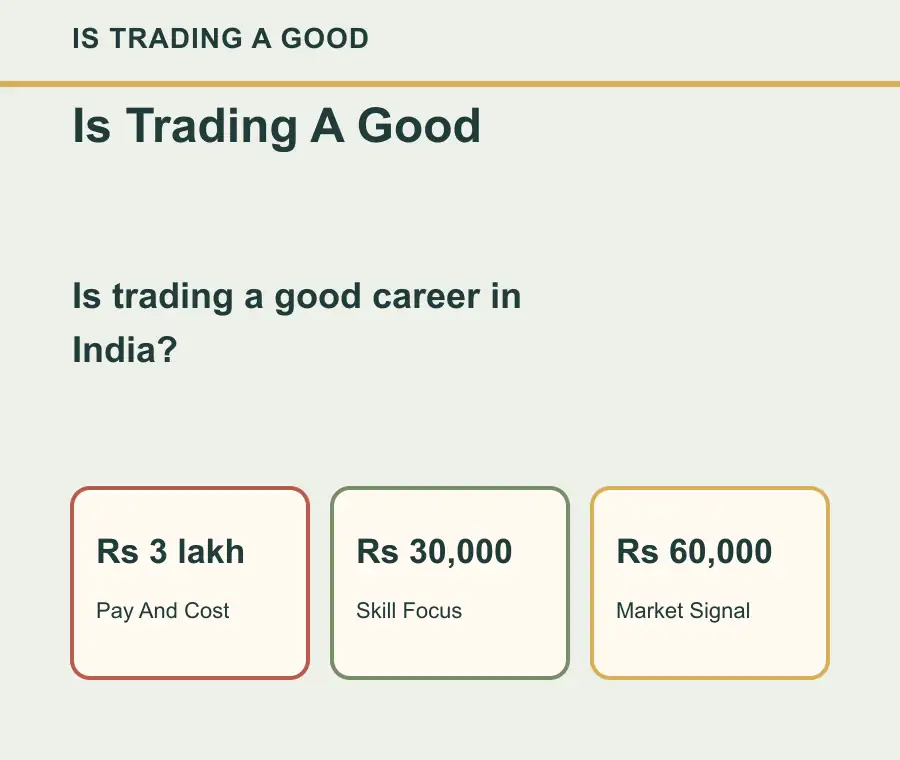 IS TRADING A GOOD
Is Trading A Good
Is trading a good career in
India?
Rs 3 lakh
Pay And Cost
Rs 30,000
Skill Focus
Rs 60,000
Market Signal